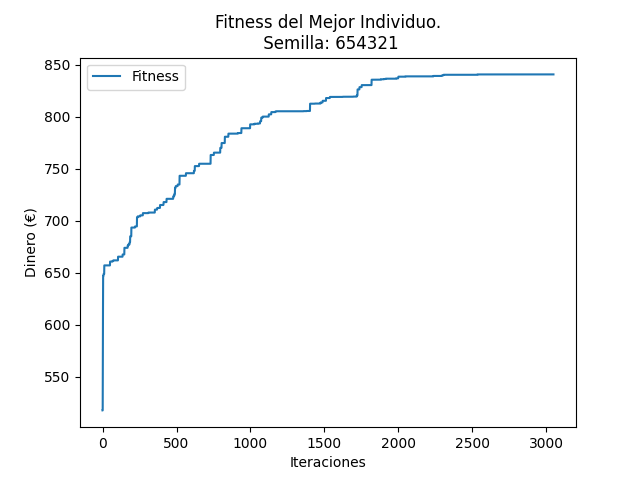 Fitness del Mejor Individuo.
Semilla: 654321
Fitness
850
800
750
700
650
600
550
Dinero (€)
0
500
1000
1500
2000
2500
3000
Iteraciones